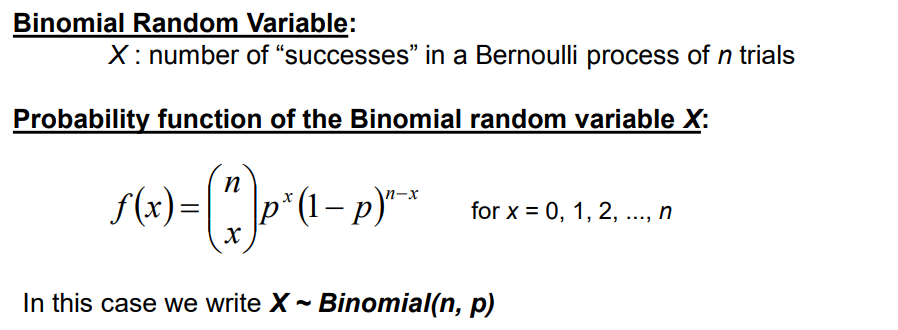 Binomial Random Variable:
X : number of “successes” in a Bernoulli process of n trials
Probability function of the Binomial random variable X:
f(x) = (n x) p^x (1 − p)^(n−x) for x = 0, 1, 2, ..., n
In this case we write X ~ Binomial(n, p)